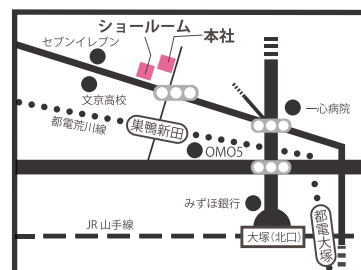 ショールーム
本社
セブンイレブン
文京高校
一心病院
都電荒川線
巣鴨新田
OMO5
みずほ銀行
都電大塚
JR 山手線
大塚(北口)